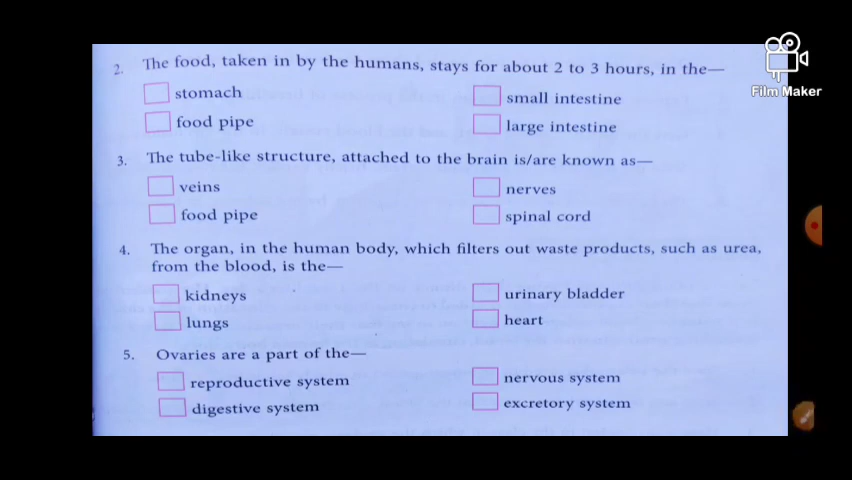 Film Maker
2. The food, taken in by the humans, stays for about 2 to 3 hours, in the—
stomach
small intestine
food pipe
large intestine
3. The tube-like structure, attached to the brain is/are known as—
veins
nerves
food pipe
spinal cord
4. The organ, in the human body, which filters out waste products, such as urea,
from the blood, is the—
kidneys
urinary bladder
lungs
heart
5. Ovaries are a part of the—
reproductive system
nervous system
digestive system
excretory system